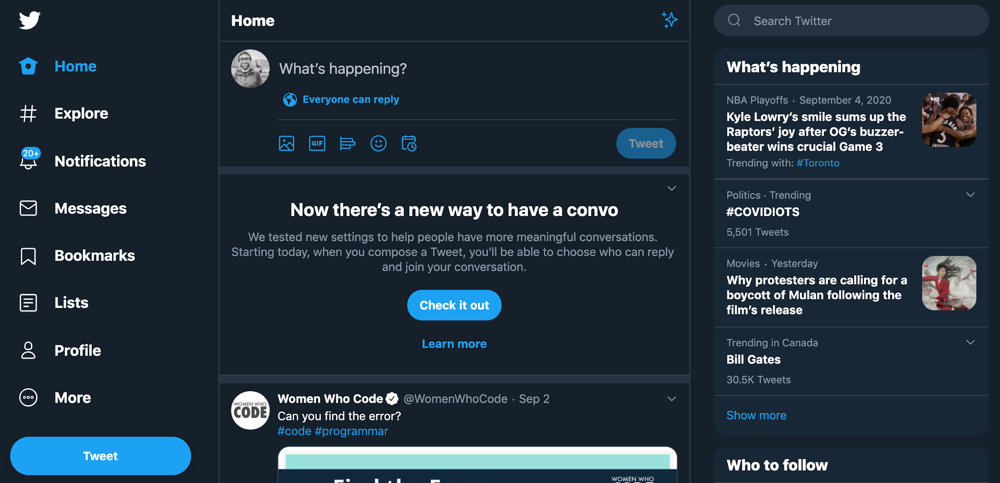 Home
Explore
20+
Notifications
Messages
Bookmarks
Lists
Profile
More
Tweet
Home
What's happening?
Everyone can reply
GIF
Tweet
Now there's a new way to have a convo
We tested new settings to help people have more meaningful conversations.
Starting today, when you compose a Tweet, you'll be able to choose who can reply
and join your conversation.
Check it out
Learn more
WOMEN WHO
CODE
Women Who Code @WomenWhoCode · Sep 2
Can you find the error?
#code #programmar
WOMEN WHO
Search Twitter
What's happening
NBA Playoffs · September 4, 2020
Kyle Lowry's smile sums up the
Raptors' joy after OG's buzzer-
beater wins crucial Game 3
Trending with: #Toronto
BLACK
3
Politics · Trending
#COVIDIOTS
5,501 Tweets
Movies · Yesterday
Why protesters are calling for a
boycott of Mulan following the
film's release
Trending in Canada
Bill Gates
30.5K Tweets
Show more
Who to follow